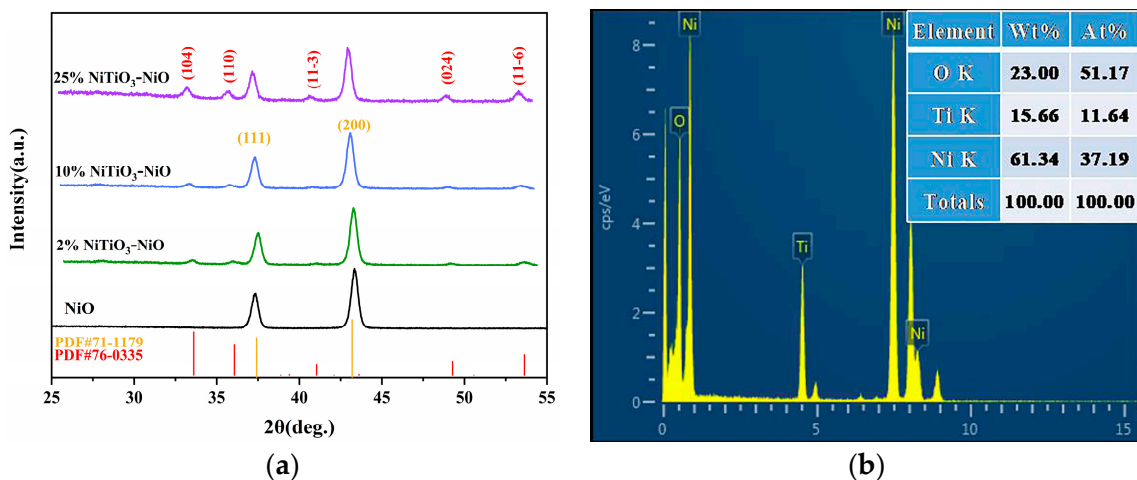 (104)
(110)
(11-3)
(024)
(11-6)
25% NiTiO₃-NiO
(111)
(200)
10% NiTiO₃-NiO
2% NiTiO₃-NiO
NiO
PDF#71-1179
PDF#76-0335
Intensity(a.u.)
25 30 35 40 45 50 55
2θ(deg.)
(a)
Ni
Ni
O
Ti
Ni
8
6
4
2
0
cps/eV
0 5 10 15
Element Wt% At%
O K 23.00 51.17
Ti K 15.66 11.64
Ni K 61.34 37.19
Totals 100.00 100.00
(b)